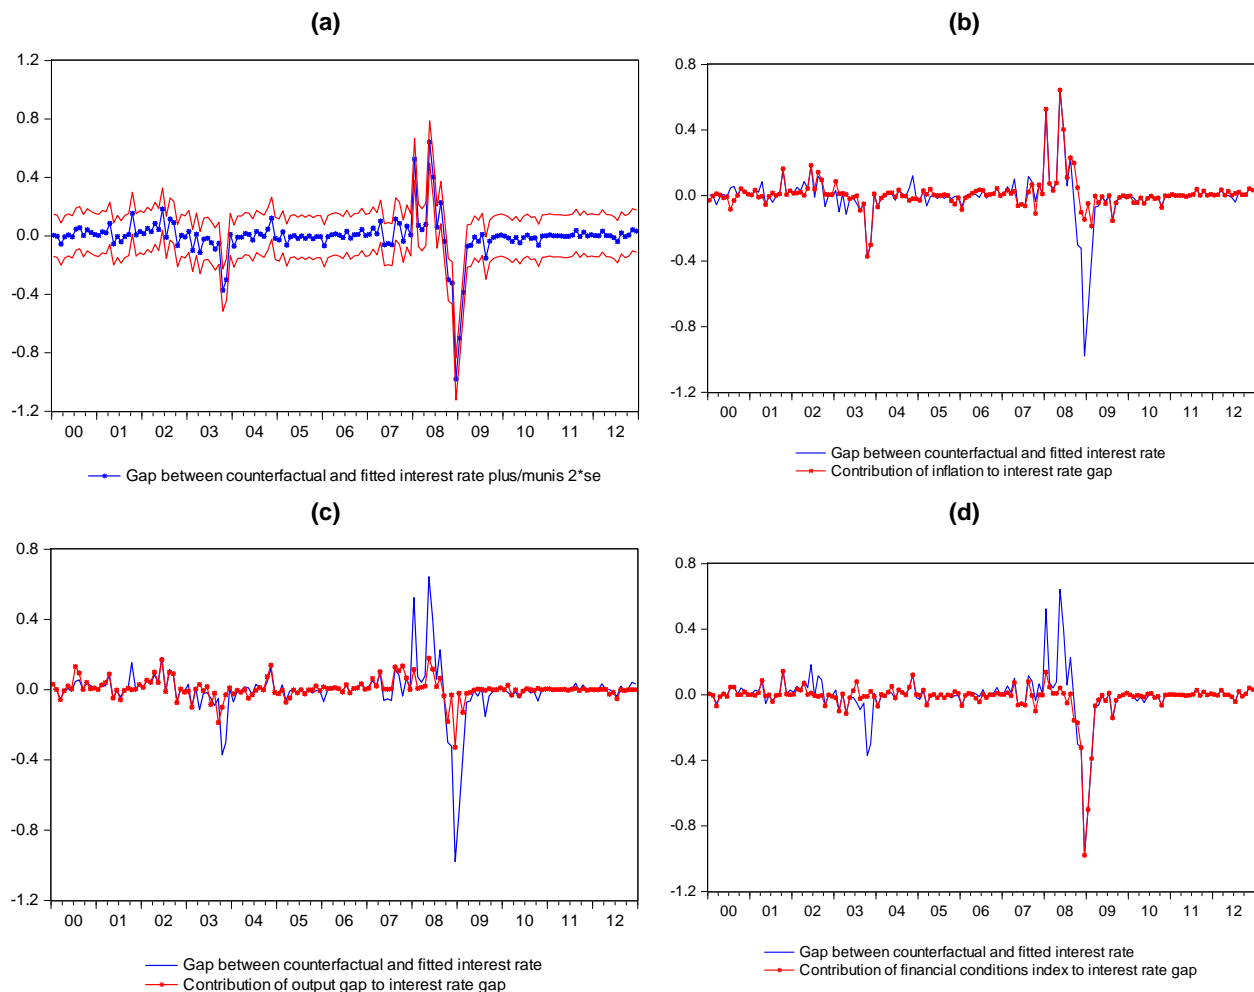 (a)
1.2
0.8
0.4
0.0
-0.4
-0.8
-1.2
00 01 02 03 04 05 06 07 08 09 10 11 12
Gap between counterfactual and fitted interest rate plus/munis 2*se
(b)
0.8
0.4
0.0
-0.4
-0.8
-1.2
00 01 02 03 04 05 06 07 08 09 10 11 12
Gap between counterfactual and fitted interest rate
Contribution of inflation to interest rate gap
(c)
0.8
0.4
0.0
-0.4
-0.8
-1.2
00 01 02 03 04 05 06 07 08 09 10 11 12
Gap between counterfactual and fitted interest rate
Contribution of output gap to interest rate gap
(d)
0.8
0.4
0.0
-0.4
-0.8
-1.2
00 01 02 03 04 05 06 07 08 09 10 11 12
Gap between counterfactual and fitted interest rate
Contribution of financial conditions index to interest rate gap